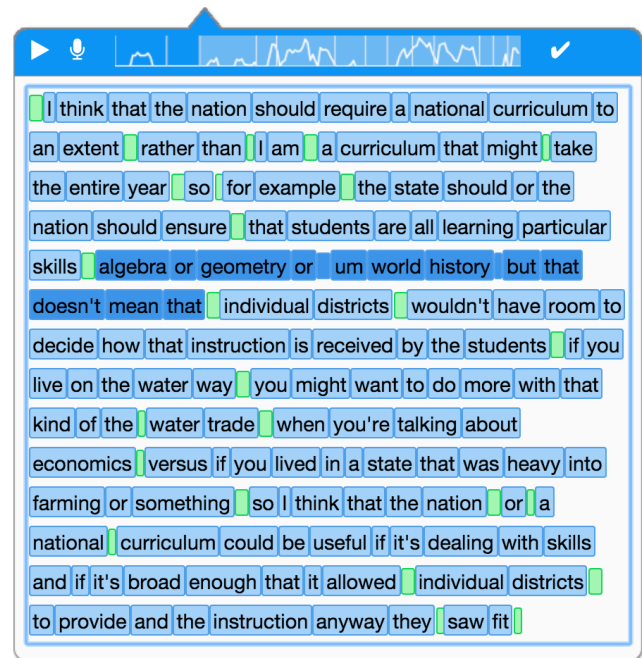 I think that the nation should require a national curriculum to
an extent rather than I am a curriculum that might take
the entire year so for example the state should or the
nation should ensure that students are all learning particular
skills algebra or geometry or um world history but that
doesn't mean that individual districts wouldn't have room to
decide how that instruction is received by the students if you
live on the water way you might want to do more with that
kind of the water trade when you're talking about
economics versus if you lived in a state that was heavy into
farming or something so I think that the nation or a
national curriculum could be useful if it's dealing with skills
and if it's broad enough that it allowed individual districts
to provide and the instruction anyway they saw fit